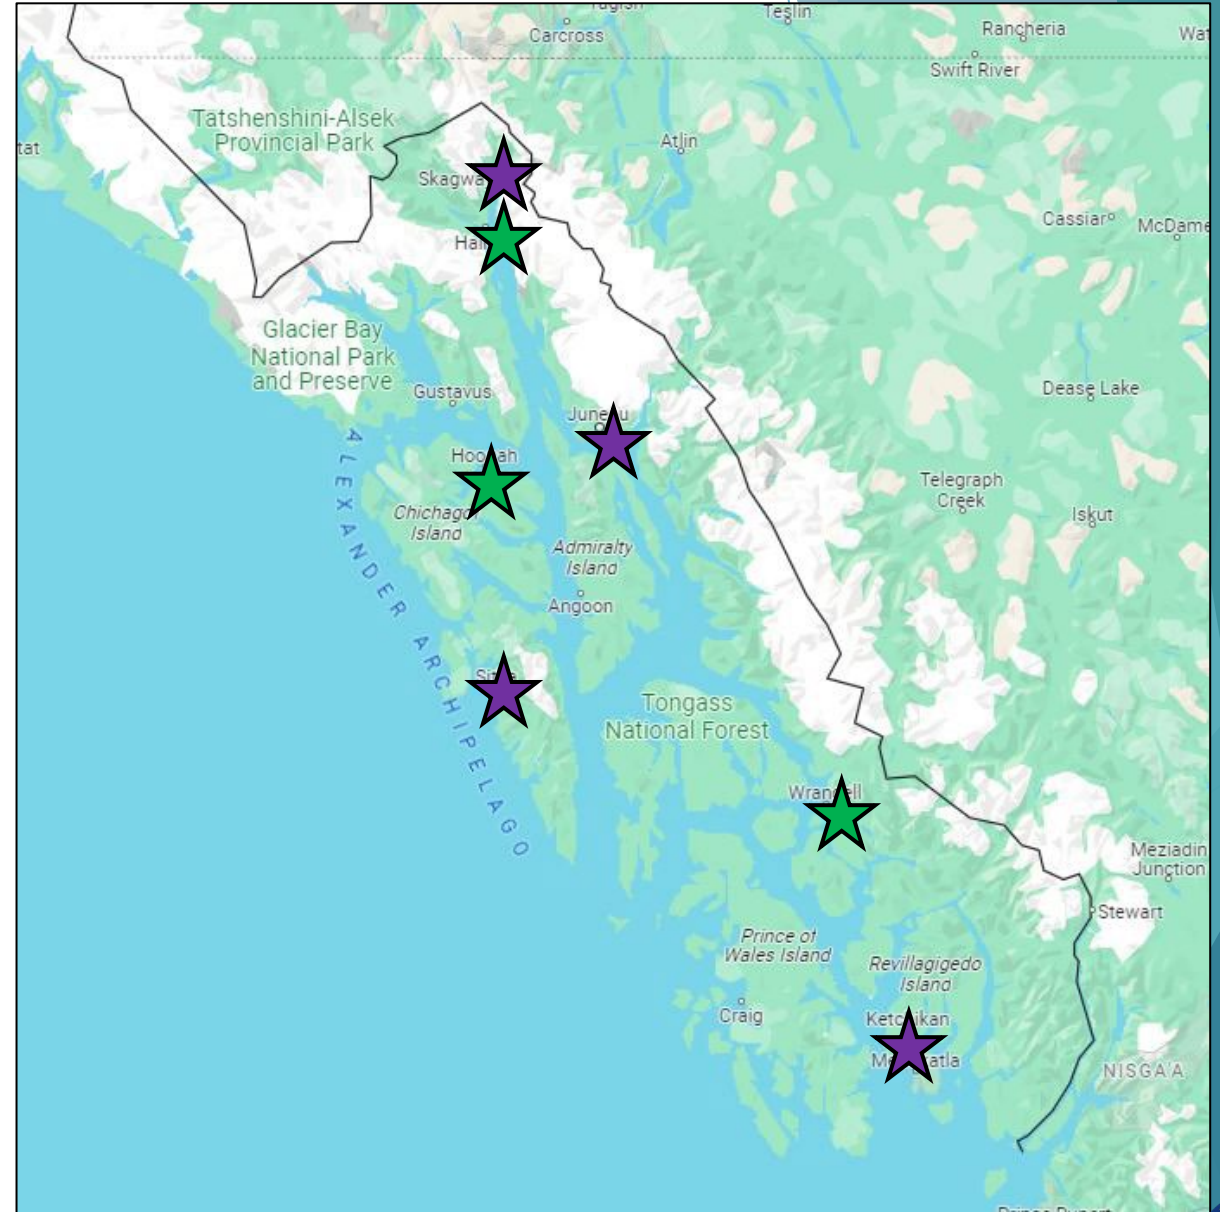 Teslin
Carcross
Rancheria
Swift River
Tatshenshini-Alsek
Provincial Park
Atlin
Cassiar
Glacier Bay
National Park
and Preserve
Gustavus
Dease Lake
Telegraph
Creek
Iskut
Island
Admiralty
Island
Angoon
ALEXANDER ARCHIPELAGO
Tongass
National Forest
Meziadin
Junction
Stewart
Prince of
Wales Island
Revillagigedo
Island
Craig
NISGA'A